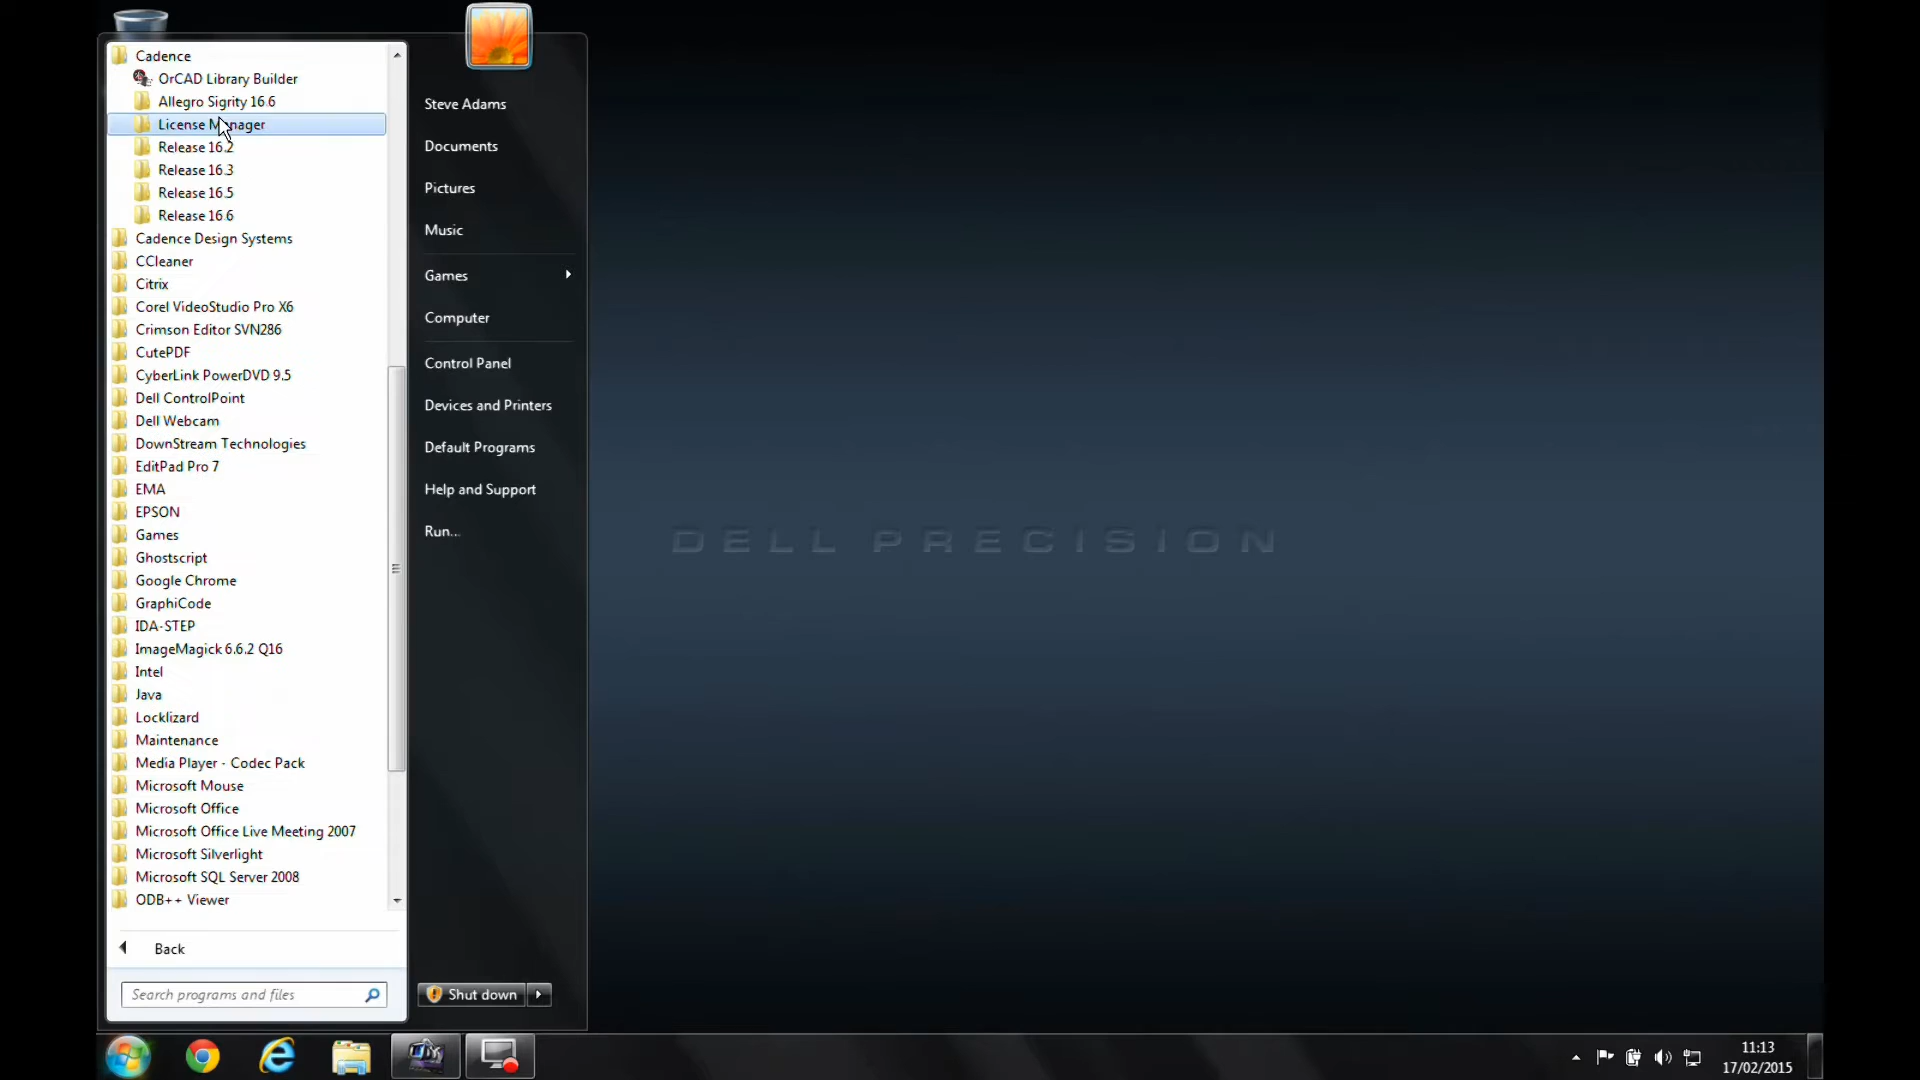 Cadence
OrCAD Library Builder
Allegro Sigrity 16.6
License Manager
Release 16.2
Release 16.3
Release 16.5
Release 16.6
Cadence Design Systems
CCleaner
Citrix
Corel VideoStudio Pro X6
Crimson Editor SVN286
CutePDF
CyberLink PowerDVD 9.5
Dell ControlPoint
Dell Webcam
DownStream Technologies
EditPad Pro 7
EMA
EPSON
Games
Ghostscript
Google Chrome
GraphiCode
IDA-STEP
ImageMagick 6.6.2 Q16
Intel
Java
Locklizard
Maintenance
Media Player - Codec Pack
Microsoft Mouse
Microsoft Office
Microsoft Office Live Meeting 2007
Microsoft Silverlight
Microsoft SQL Server 2008
ODB++ Viewer
Back
Search programs and files
Steve Adams
Documents
Pictures
Music
Games
Computer
Control Panel
Devices and Printers
Default Programs
Help and Support
Run...
Shut down
DELL PRECISION
11:13
17/02/2015